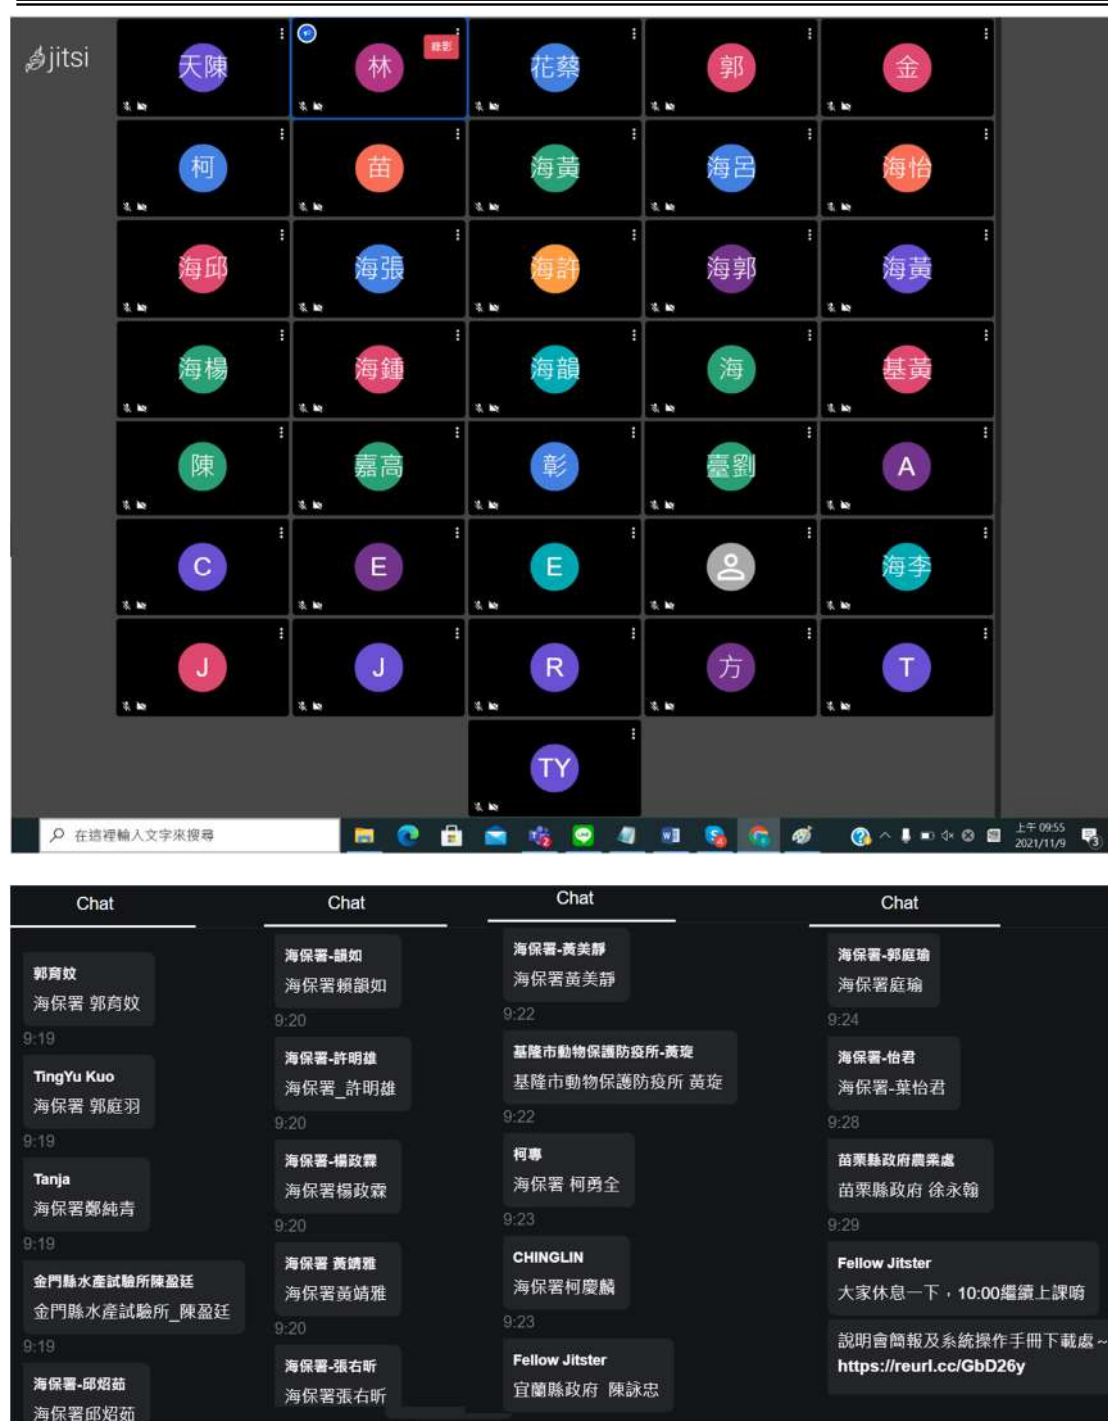 jitsi
天陳
林
錄影
花蔡
郭
金
柯
苗
海黃
海呂
海怡
海邱
海張
海許
海郭
海黃
海楊
海鍾
海韻
海
基黃
陳
嘉高
彰
臺劉
A
C
E
E
海李
J
J
R
方
T
TY
在這裡輸入文字來搜尋
上午 09:55
2021/11/9
Chat
郭育妏
海保署 郭育妏
9:19
TingYu Kuo
海保署 郭庭羽
9:19
Tanja
海保署鄭純青
9:19
金門縣水產試驗所陳盈廷
金門縣水產試驗所_陳盈廷
9:19
海保署-邱炤茹
海保署邱炤茹
Chat
海保署-韻如
海保署賴韻如
9:20
海保署-許明雄
海保署_許明雄
9:20
海保署-楊政霖
海保署楊政霖
9:20
海保署 黃靖雅
海保署黃靖雅
9:20
海保署-張右昕
海保署張右昕
Chat
海保署-黃美靜
海保署黃美靜
9:22
基隆市動物保護防疫所-黃琁
基隆市動物保護防疫所 黃琁
9:22
柯專
海保署 柯勇全
9:23
CHINGLIN
海保署柯慶麟
9:23
Fellow Jitster
宜蘭縣政府 陳詠忠
Chat
海保署-郭庭瑜
海保署庭瑜
9:24
海保署-怡君
海保署-葉怡君
9:28
苗栗縣政府農業處
苗栗縣政府 徐永翰
9:29
Fellow Jitster
大家休息一下，10:00繼續上課唷
說明會簡報及系統操作手冊下載處~
https://reurl.cc/GbD26y